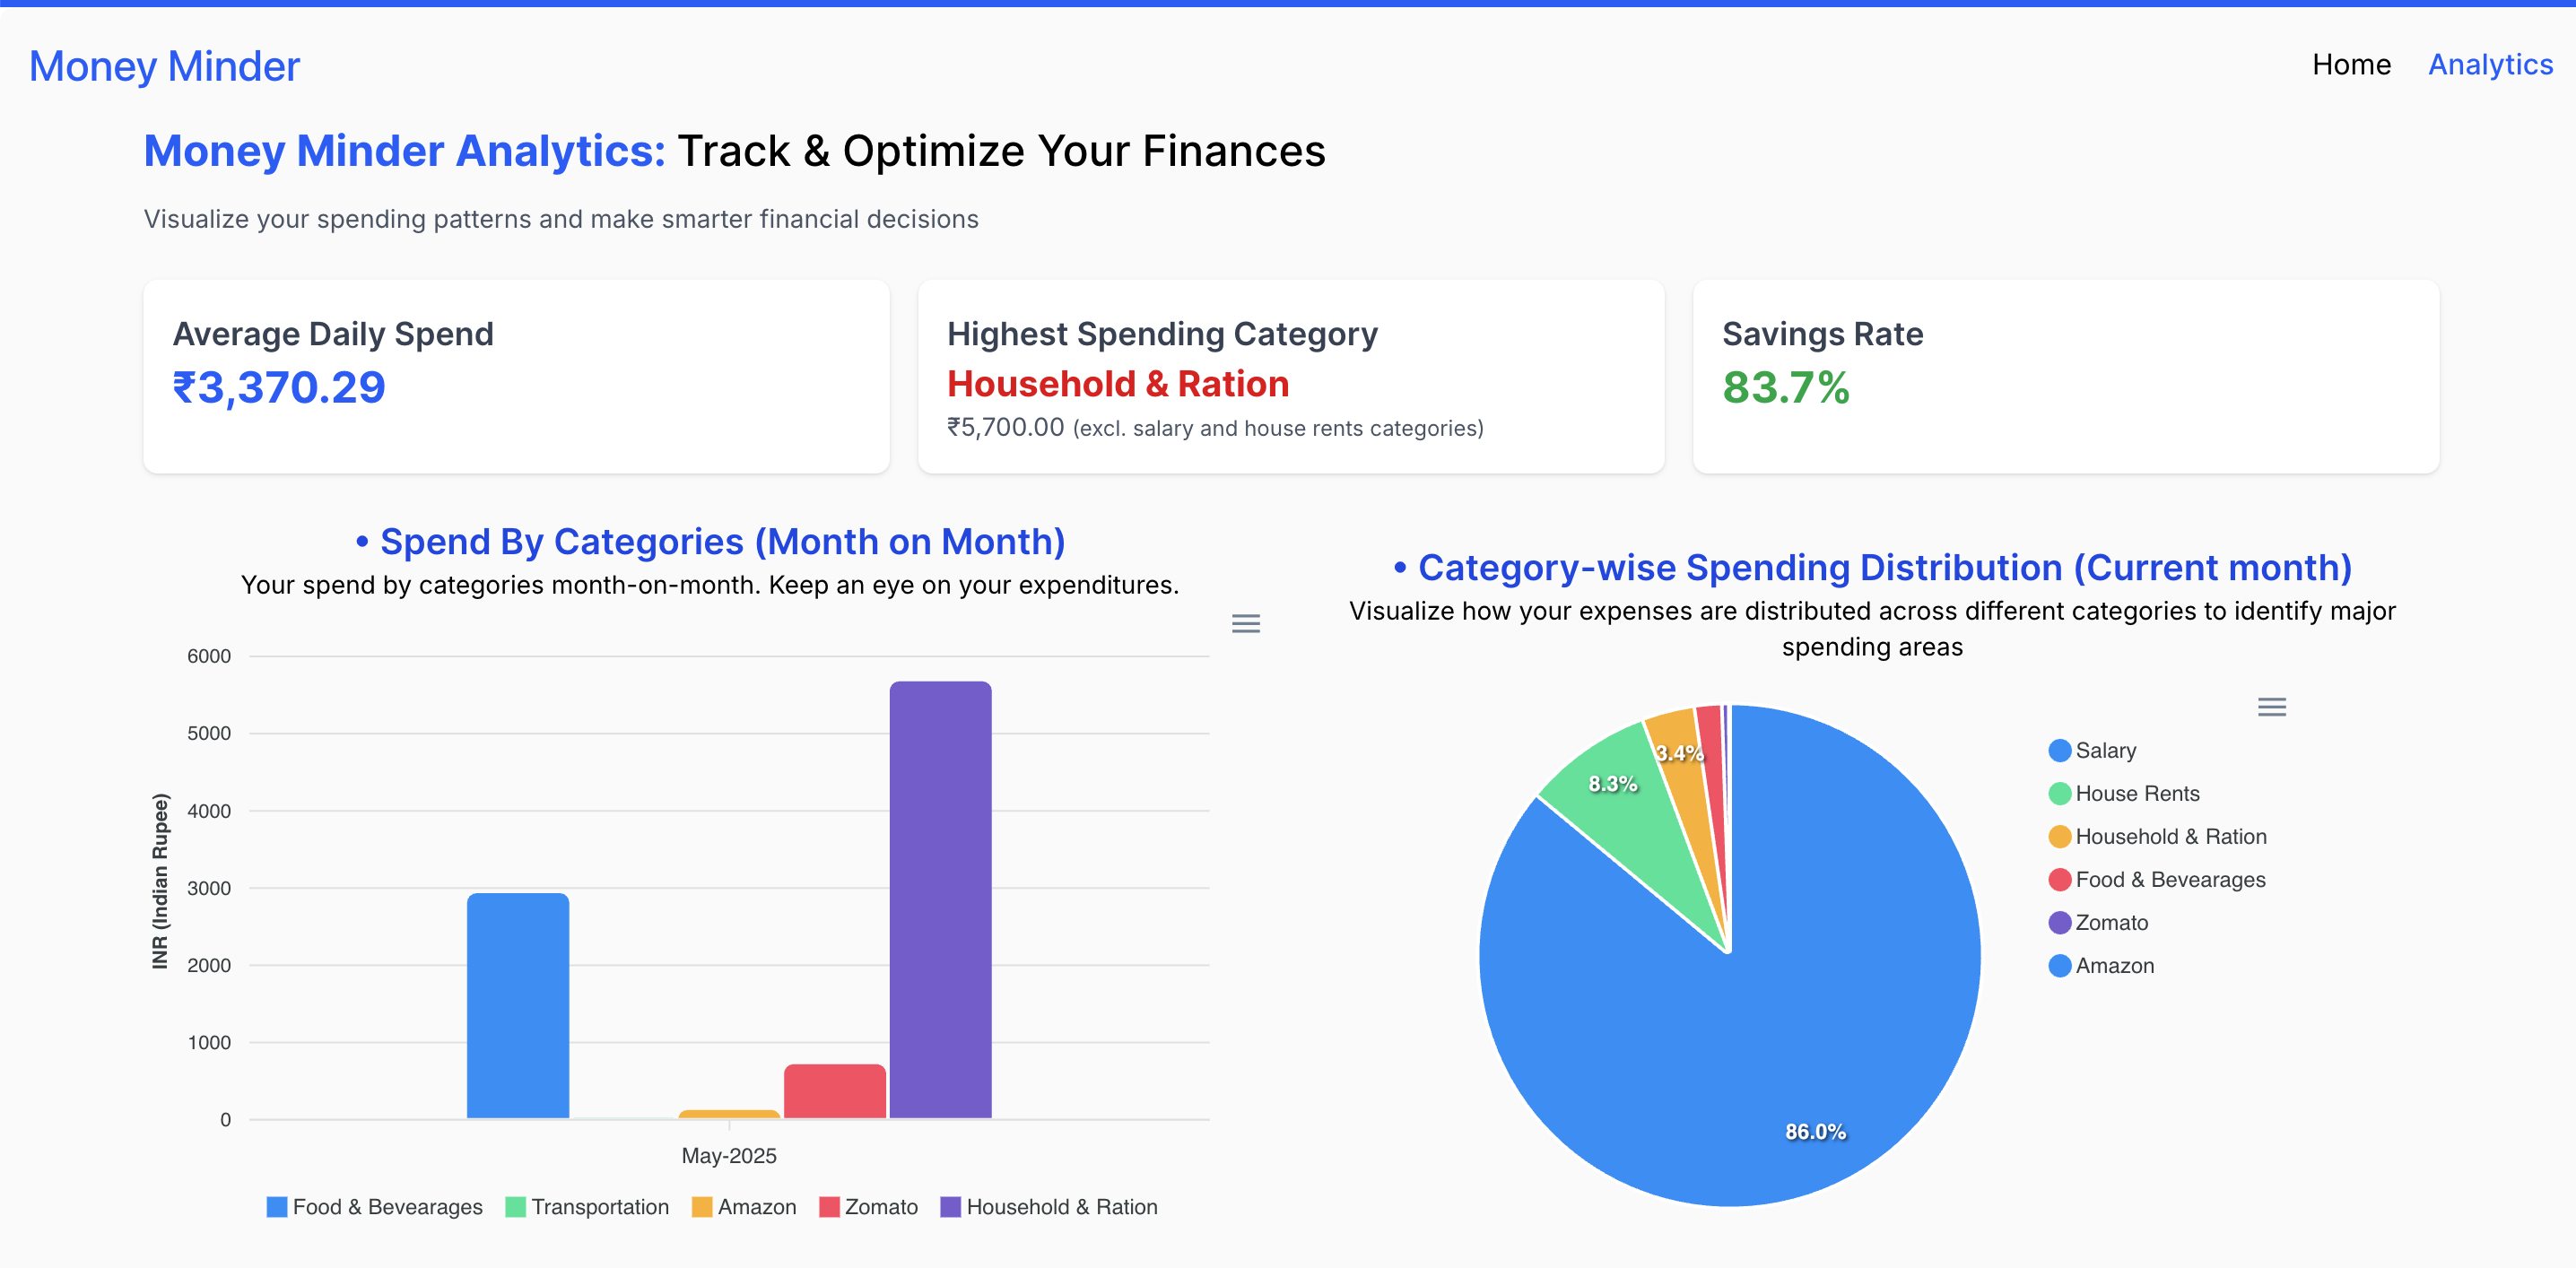 Money Minder
Home
Analytics
Money Minder Analytics: Track & Optimize Your Finances
Visualize your spending patterns and make smarter financial decisions
Average Daily Spend
₹3,370.29
Highest Spending Category
Household & Ration
₹5,700.00 (excl. salary and house rents categories)
Savings Rate
83.7%
• Spend By Categories (Month on Month)
Your spend by categories month-on-month. Keep an eye on your expenditures.
6000
5000
4000
3000
2000
1000
0
INR (Indian Rupee)
May-2025
Food & Bevearages
Transportation
Amazon
Zomato
Household & Ration
• Category-wise Spending Distribution (Current month)
Visualize how your expenses are distributed across different categories to identify major
spending areas
3.4%
8.3%
86.0%
Salary
House Rents
Household & Ration
Food & Bevearages
Zomato
Amazon